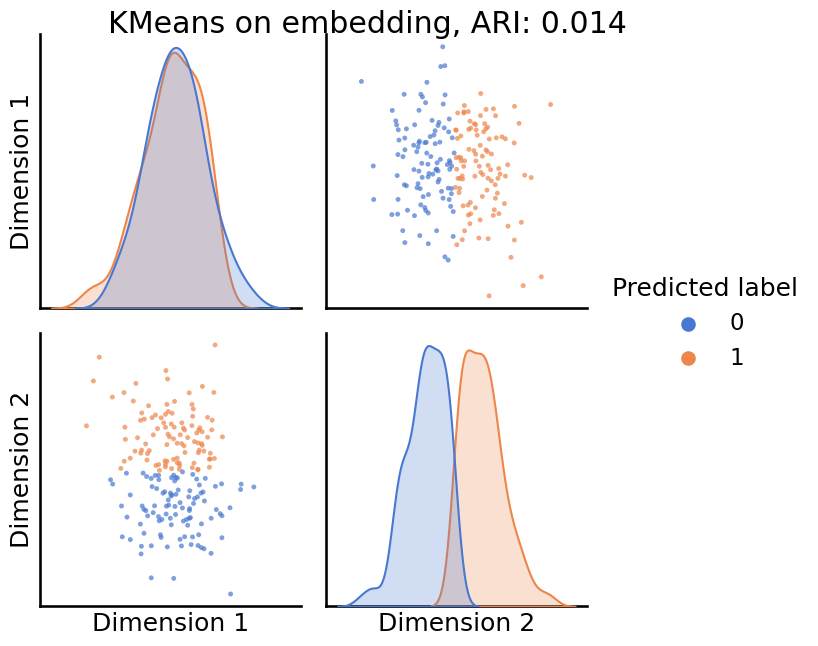 KMeans on embedding, ARI: 0.014
Dimension 1
Dimension 2
Dimension 1
Dimension 2
Predicted label
0
1